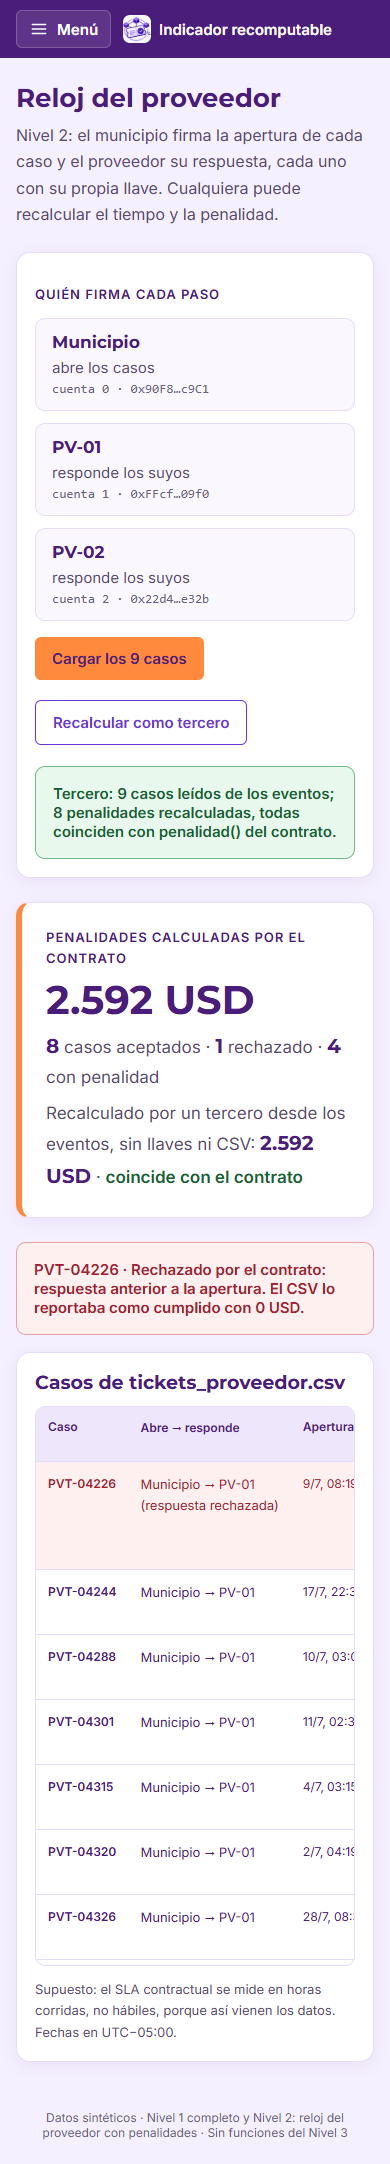 Menú
Indicador recomputable
Reloj del proveedor
Nivel 2: el municipio firma la apertura de cada
caso y el proveedor su respuesta, cada uno
con su propia llave. Cualquiera puede
recalcular el tiempo y la penalidad.
QUIÉN FIRMA CADA PASO
Municipio
abre los casos
cuenta 0 · 0x90F8…c9C1
PV-01
responde los suyos
cuenta 1 · 0xFFcf…09f0
PV-02
responde los suyos
cuenta 2 · 0x22d4…e32b
Cargar los 9 casos
Recalcular como tercero
Tercero: 9 casos leídos de los eventos;
8 penalidades recalculadas, todas
coinciden con penalidad() del contrato.
PENALIDADES CALCULADAS POR EL
CONTRATO
2.592 USD
8 casos aceptados · 1 rechazado · 4
con penalidad
Recalculado por un tercero desde los
eventos, sin llaves ni CSV: 2.592
USD · coincide con el contrato
PVT-04226 · Rechazado por el contrato:
respuesta anterior a la apertura. El CSV lo
reportaba como cumplido con 0 USD.
Casos de tickets_proveedor.csv
Caso Abre → responde Apertura
PVT-04226 Municipio → PV-01 9/7, 08:19
(respuesta rechazada)
PVT-04244 Municipio → PV-01 17/7, 22:3
PVT-04288 Municipio → PV-01 10/7, 03:0
PVT-04301 Municipio → PV-01 11/7, 02:3
PVT-04315 Municipio → PV-01 4/7, 03:15
PVT-04320 Municipio → PV-01 2/7, 04:19
PVT-04326 Municipio → PV-01 28/7, 08:
Supuesto: el SLA contractual se mide en horas
corridas, no hábiles, porque así vienen los datos.
Fechas en UTC−05:00.
Datos sintéticos · Nivel 1 completo y Nivel 2: reloj del
proveedor con penalidades · Sin funciones del Nivel 3